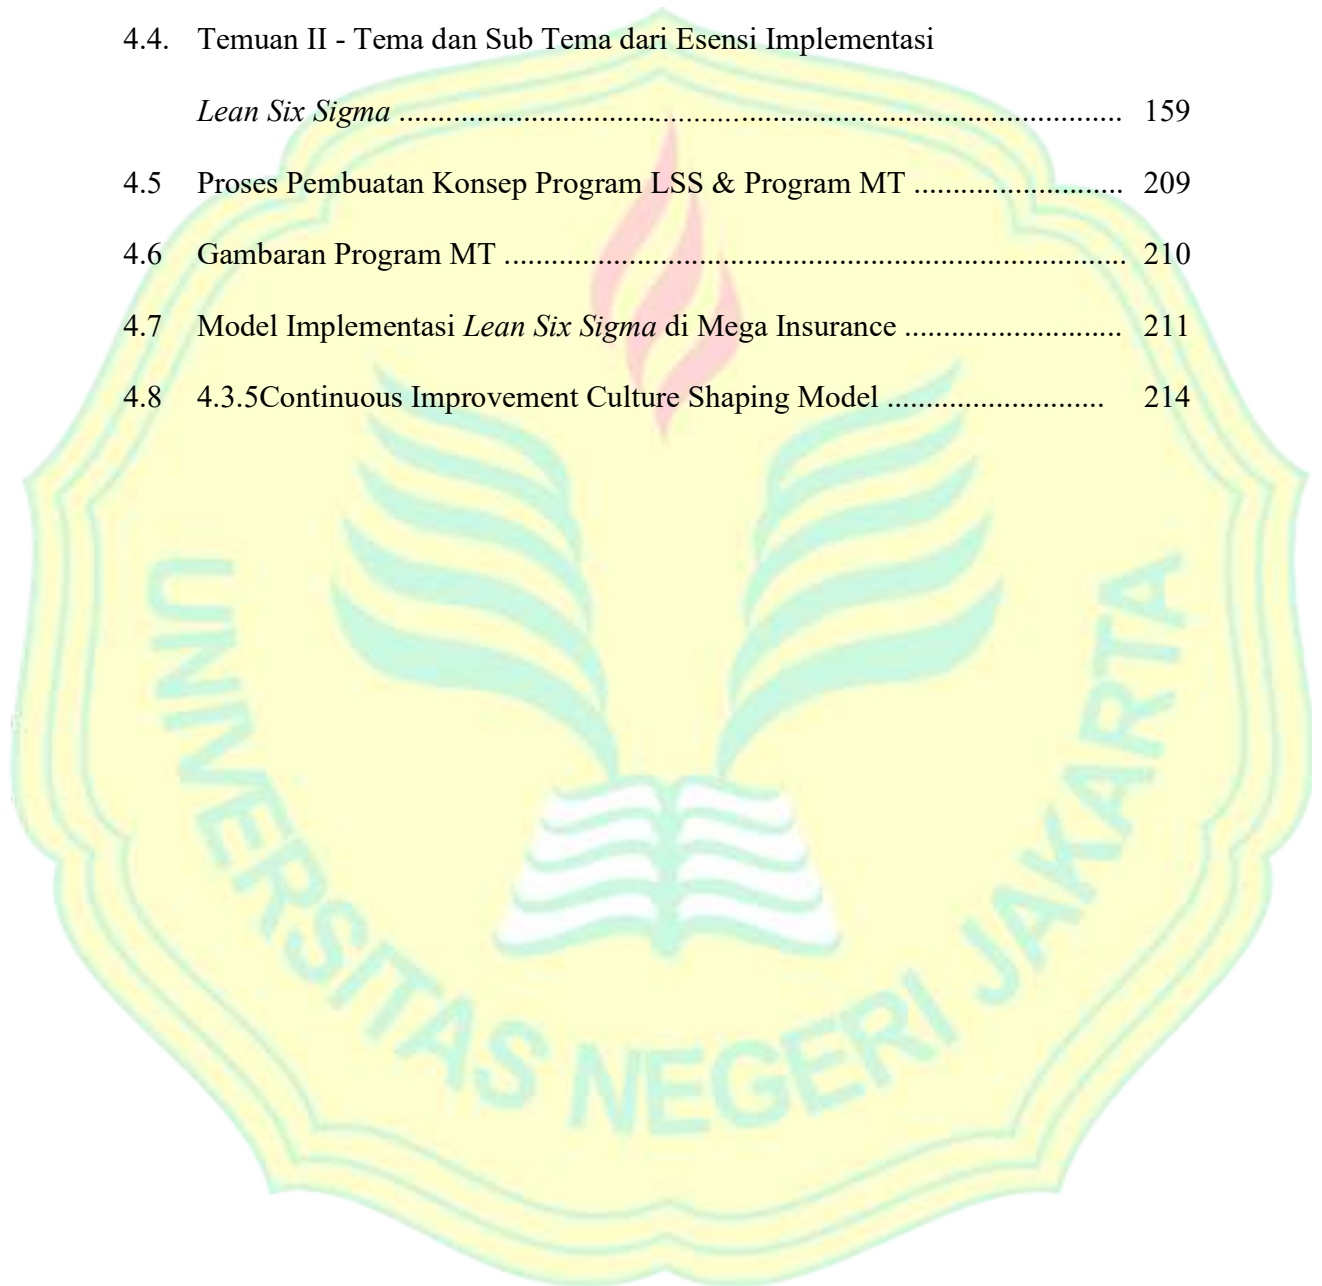 4.4. Temuan II - Tema dan Sub Tema dari Esensi Implementasi
Lean Six Sigma ............................................................................................. 159
4.5 Proses Pembuatan Konsep Program LSS & Program MT ........................... 209
4.6 Gambaran Program MT ................................................................................ 210
4.7 Model Implementasi Lean Six Sigma di Mega Insurance ............................ 211
4.8 4.3.5Continuous Improvement Culture Shaping Model ............................ 214
UNIVERSITAS NEGERI JAKARTA